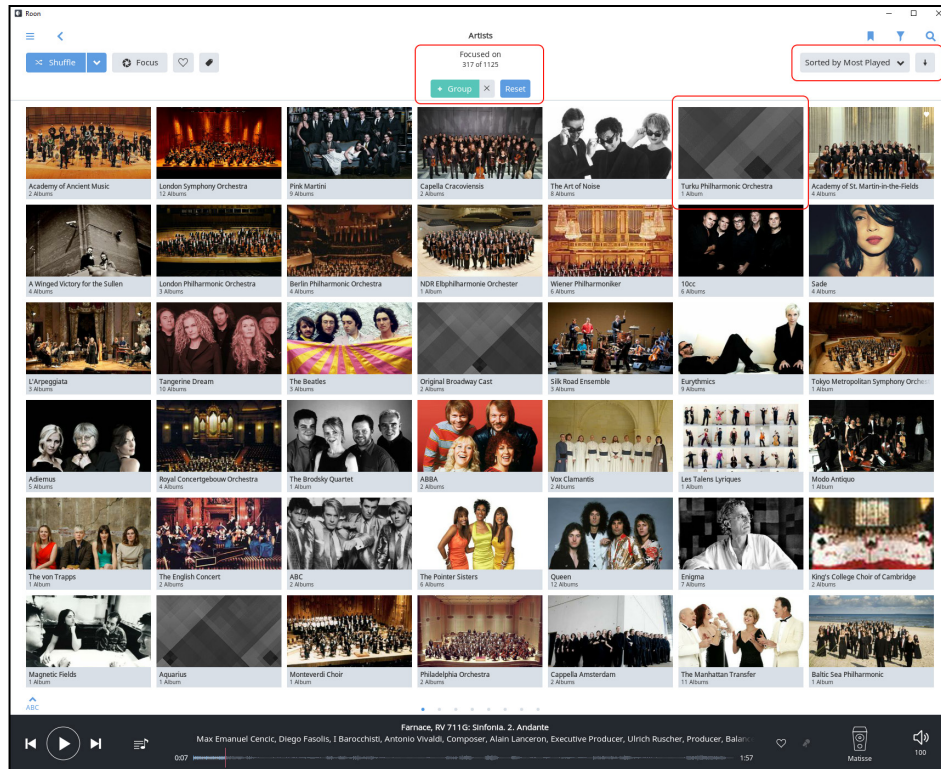 Roon
Artists
Shuffle
Focus
Focused on
317 of 1125
+ Group
Reset
Sorted by Most Played
Academy of Ancient Music
2 Albums
London Symphony Orchestra
12 Albums
Pink Martini
9 Albums
Capella Cracoviensis
2 Albums
The Art of Noise
8 Albums
Turku Philharmonic Orchestra
1 Album
Academy of St. Martin-in-the-Fields
4 Albums
A Winged Victory for the Sullen
4 Albums
London Philharmonic Orchestra
3 Albums
Berlin Philharmonic Orchestra
4 Albums
NDR Elbphilharmonie Orchester
1 Album
Wiener Philharmoniker
6 Albums
10cc
6 Albums
Sade
4 Albums
L'Arpeggiata
3 Albums
Tangerine Dream
10 Albums
The Beatles
3 Albums
Original Broadway Cast
2 Albums
Silk Road Ensemble
3 Albums
Eurythmics
9 Albums
Tokyo Metropolitan Symphony Orchest
1 Album
Adiemus
5 Albums
Royal Concertgebouw Orchestra
4 Albums
The Brodsky Quartet
1 Album
ABBA
2 Albums
Vox Clamantis
2 Albums
Les Talens Lyriques
1 Album
Modo Antiquo
1 Album
The von Trapps
1 Album
The English Concert
2 Albums
ABC
2 Albums
The Pointer Sisters
6 Albums
Queen
12 Albums
Enigma
7 Albums
King's College Choir of Cambridge
2 Albums
Magnetic Fields
1 Album
Aquarius
1 Album
Monteverdi Choir
1 Album
Philadelphia Orchestra
2 Albums
Cappella Amsterdam
2 Albums
The Manhattan Transfer
11 Albums
Baltic Sea Philharmonic
1 Album
ABC
Farnace, RV 711G: Sinfonia. 2. Andante
Max Emanuel Cencic, Diego Fasolis, I Barocchisti, Antonio Vivaldi, Composer, Alain Lanceron, Executive Producer, Ulrich Ruscher, Producer, Balanc
0:07
1:57
Matisse
100